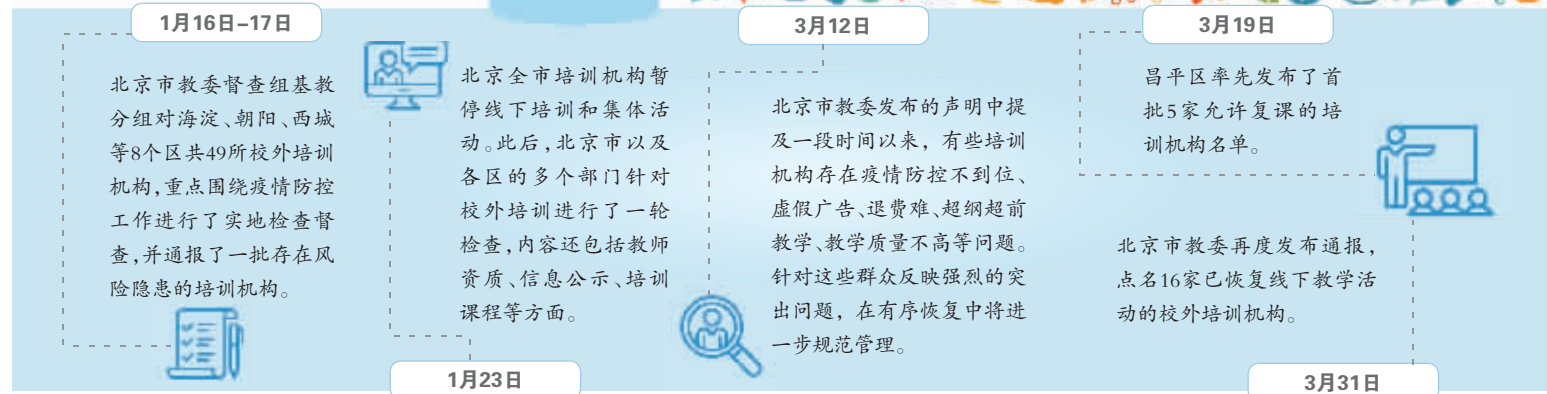 1月16日–17日
北京市教委督查组基教
分组对海淀、朝阳、西城
等8个区共49所校外培训
机构,重点围绕疫情防控
工作进行了实地检查督
查,并通报了一批存在风
险隐患的培训机构。
北京全市培训机构暂
停线下培训和集体活
动。此后,北京市以及
各区的多个部门针对
校外培训进行了一轮
检查,内容还包括教师
资质、信息公示、培训
课程等方面。
1月23日
3月12日
北京市教委发布的声明中提
及一段时间以来，有些培训
机构存在疫情防控不到位、
虚假广告、退费难、超纲超前
教学、教学质量不高等问题。
针对这些群众反映强烈的突
出问题，在有序恢复中将进
一步规范管理。
3月19日
昌平区率先发布了首
批5家允许复课的培
训机构名单。
北京市教委再度发布通报，
点名16家已恢复线下教学活
动的校外培训机构。
3月31日